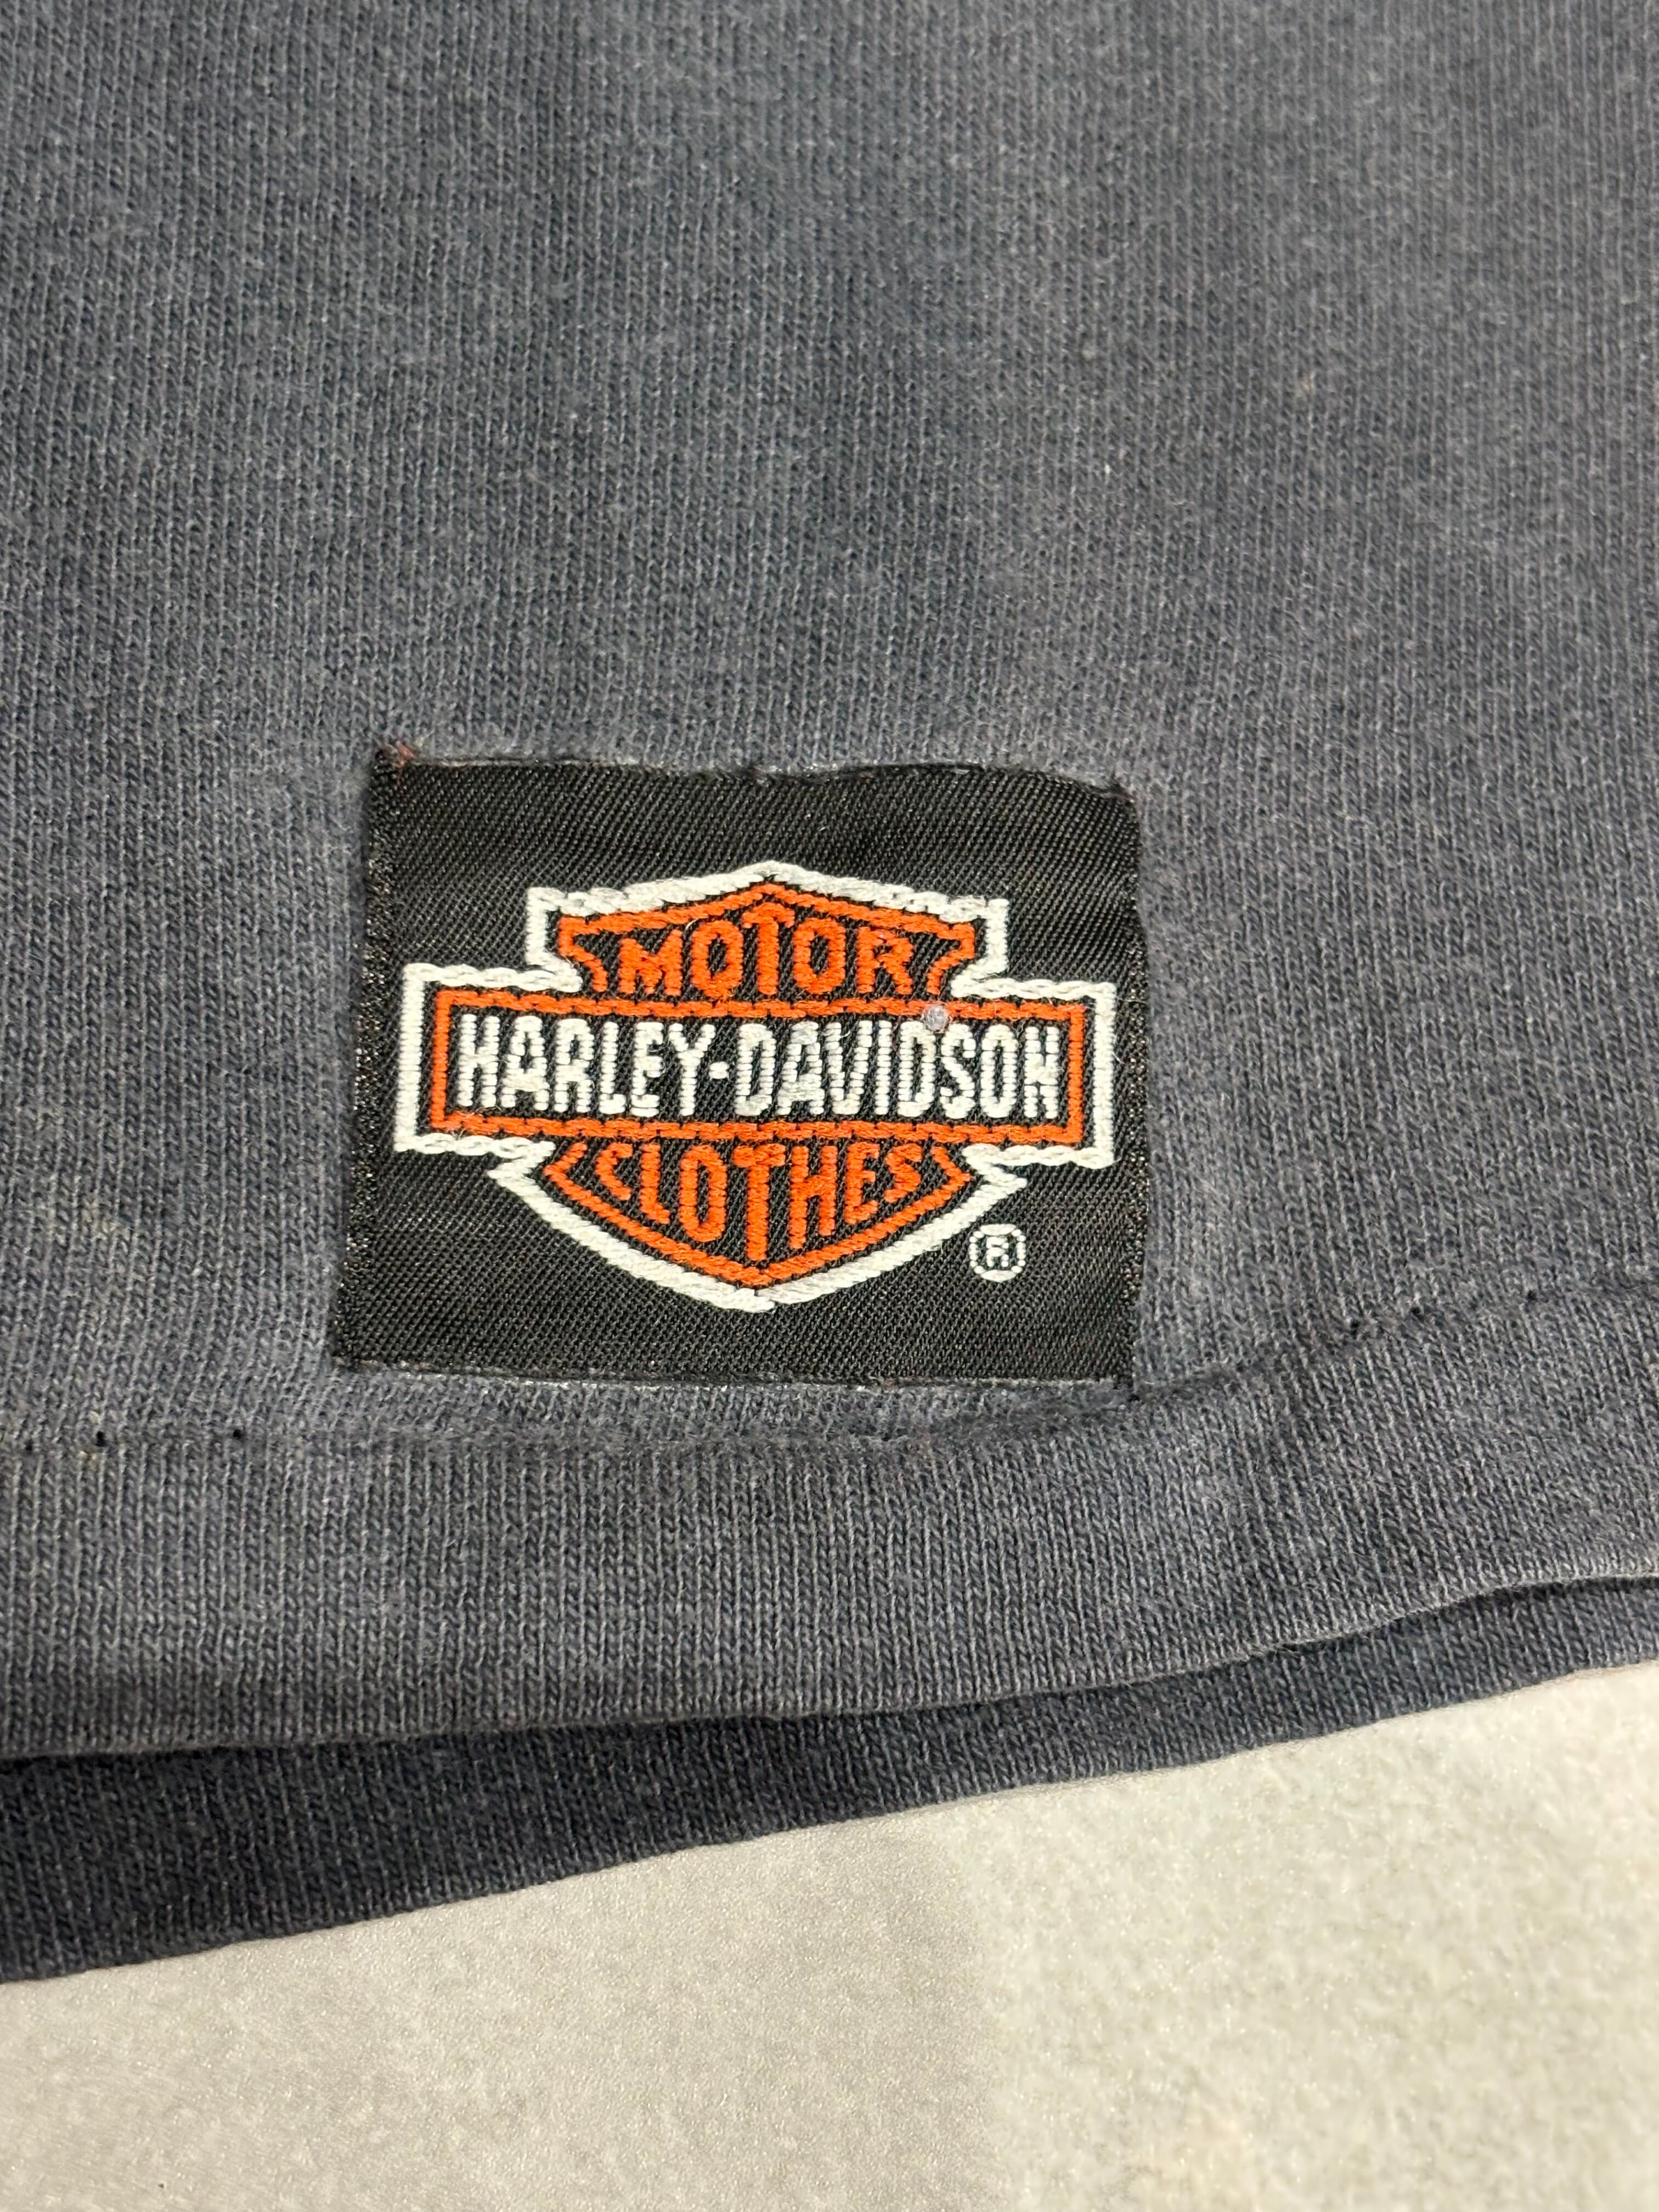 MOTOR
HARLEY-DAVIDSON
CLOTHES
®